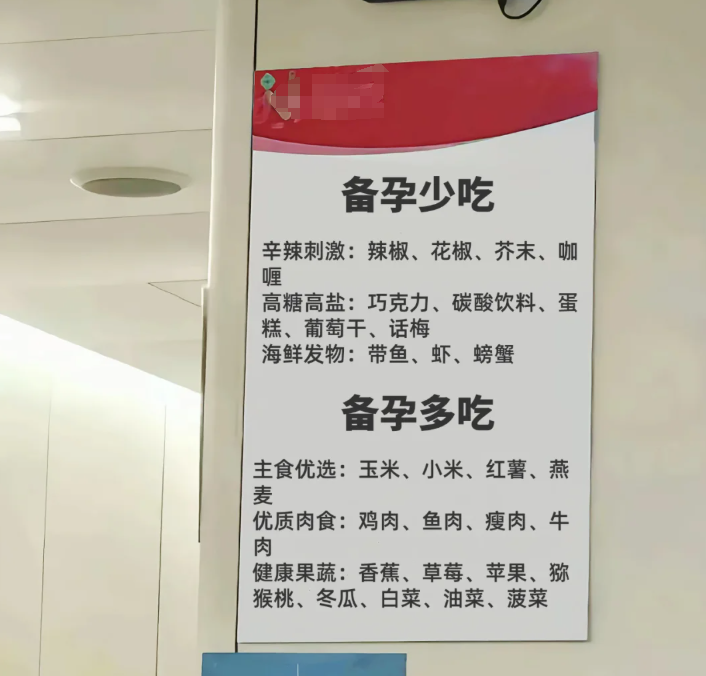 备孕少吃
辛辣刺激：辣椒、花椒、芥末、咖
喱
高糖高盐：巧克力、碳酸饮料、蛋
糕、葡萄干、话梅
海鲜发物：带鱼、虾、螃蟹
备孕多吃
主食优选：玉米、小米、红薯、燕
麦
优质肉食：鸡肉、鱼肉、瘦肉、牛
肉
健康果蔬：香蕉、草莓、苹果、猕
猴桃、冬瓜、白菜、油菜、菠菜